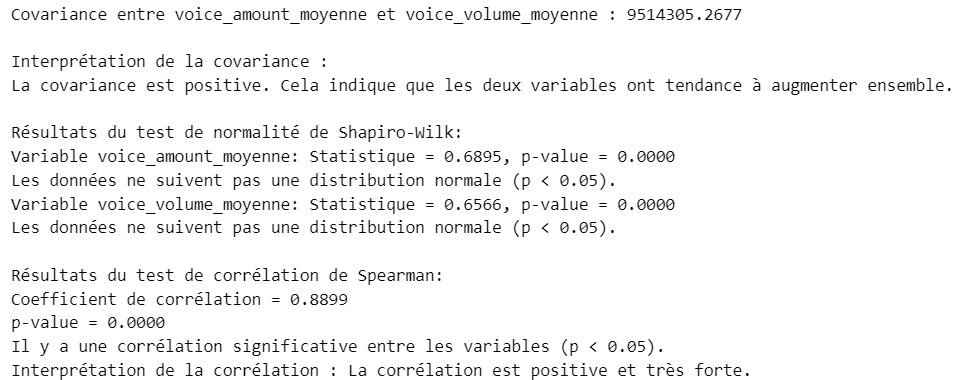 Covariance entre voice_amount_moyenne et voice_volume_moyenne : 9514305.2677
Interprétation de la covariance :
La covariance est positive. Cela indique que les deux variables ont tendance à augmenter ensemble.
Résultats du test de normalité de Shapiro-Wilk:
Variable voice_amount_moyenne: Statistique = 0.6895, p-value = 0.0000
Les données ne suivent pas une distribution normale (p < 0.05).
Variable voice_volume_moyenne: Statistique = 0.6566, p-value = 0.0000
Les données ne suivent pas une distribution normale (p < 0.05).
Résultats du test de corrélation de Spearman:
Coefficient de corrélation = 0.8899
p-value = 0.0000
Il y a une corrélation significative entre les variables (p < 0.05).
Interprétation de la corrélation : La corrélation est positive et très forte.